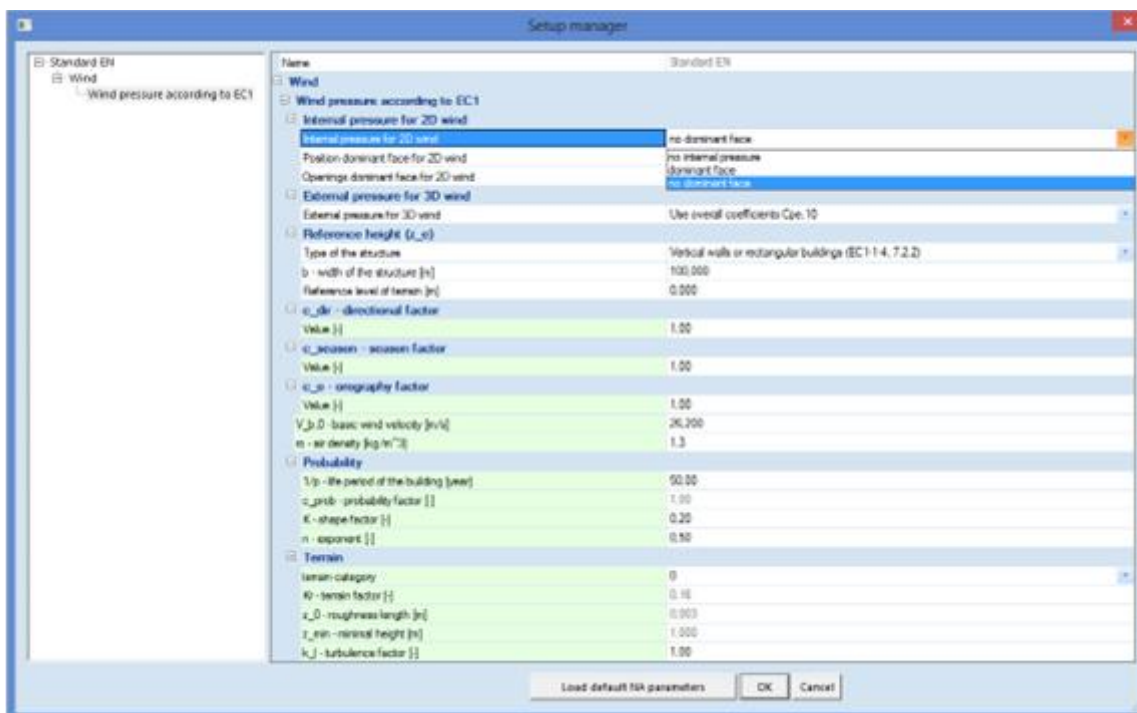 Setup manager
Standard EN
Wind
Wind pressure according to EC1
Name Standard EN
Wind
Wind pressure according to EC1
Internal pressure for 2D wind
Internal pressure for 2D wind no dominant face
Position dominant face for 2D wind no internal pressure
dominant face
Openings dominant face for 2D wind no dominant face
External pressure for 3D wind
External pressure for 3D wind Use overall coefficients Cpe,10
Reference height (z_e)
Type of the structure Vertical walls or rectangular buildings (EC1-1-4, 7.2.2)
b - width of the structure [m] 100,000
Reference level of terrain [m] 0.000
c_dir - directional factor
Value [-] 1.00
c_season - season factor
Value [-] 1.00
c_o - orography factor
Value [-] 1.00
V_b,0 - basic wind velocity [m/s] 26,200
- air density [kg/m^3] 1.3
Probability
1/p - life period of the building [year] 50.00
c_prob - probability factor [-] 1.00
K - shape factor [-] 0.20
n - exponent [-] 0.50
Terrain
terrain category 0
- terrain factor [-] 0.16
z_0 - roughness length [m] 0.003
z_min - minimal height [m] 1.000
k_I - turbulence factor [-] 1.00
Load default NA parameters OK Cancel